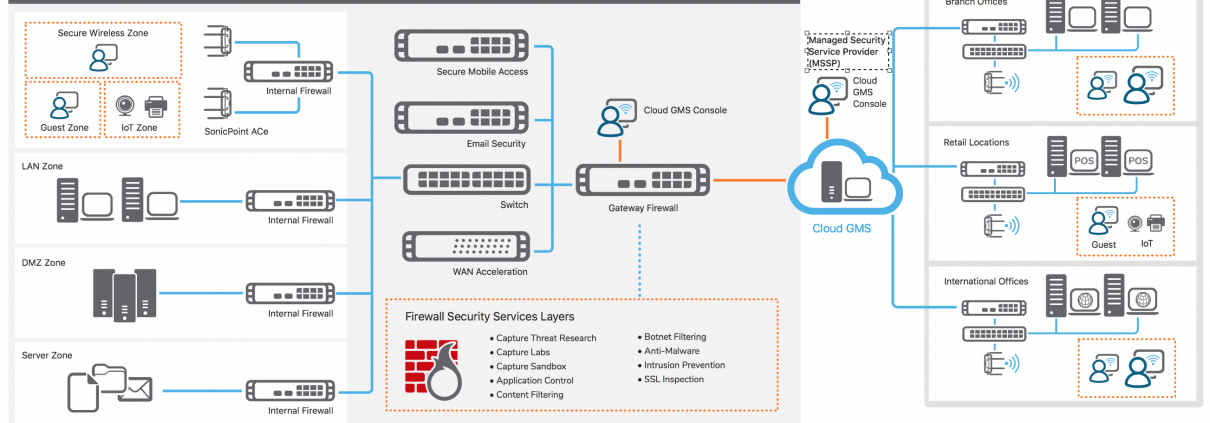 Secure Wireless Zone
Guest Zone
IoT Zone
SonicPoint ACe
Internal Firewall
LAN Zone
Internal Firewall
DMZ Zone
Internal Firewall
Server Zone
Internal Firewall
Secure Mobile Access
Email Security
Switch
WAN Acceleration
Cloud GMS Console
Gateway Firewall
Firewall Security Services Layers
• Capture Threat Research
• Capture Labs
• Capture Sandbox
• Application Control
• Content Filtering
• Botnet Filtering
• Anti-Malware
• Intrusion Prevention
• SSL Inspection
Managed Security
Service Provider
(MSSP)
Cloud
GMS
Console
Cloud GMS
Branch Offices
Retail Locations
POS
POS
Guest
IoT
International Offices